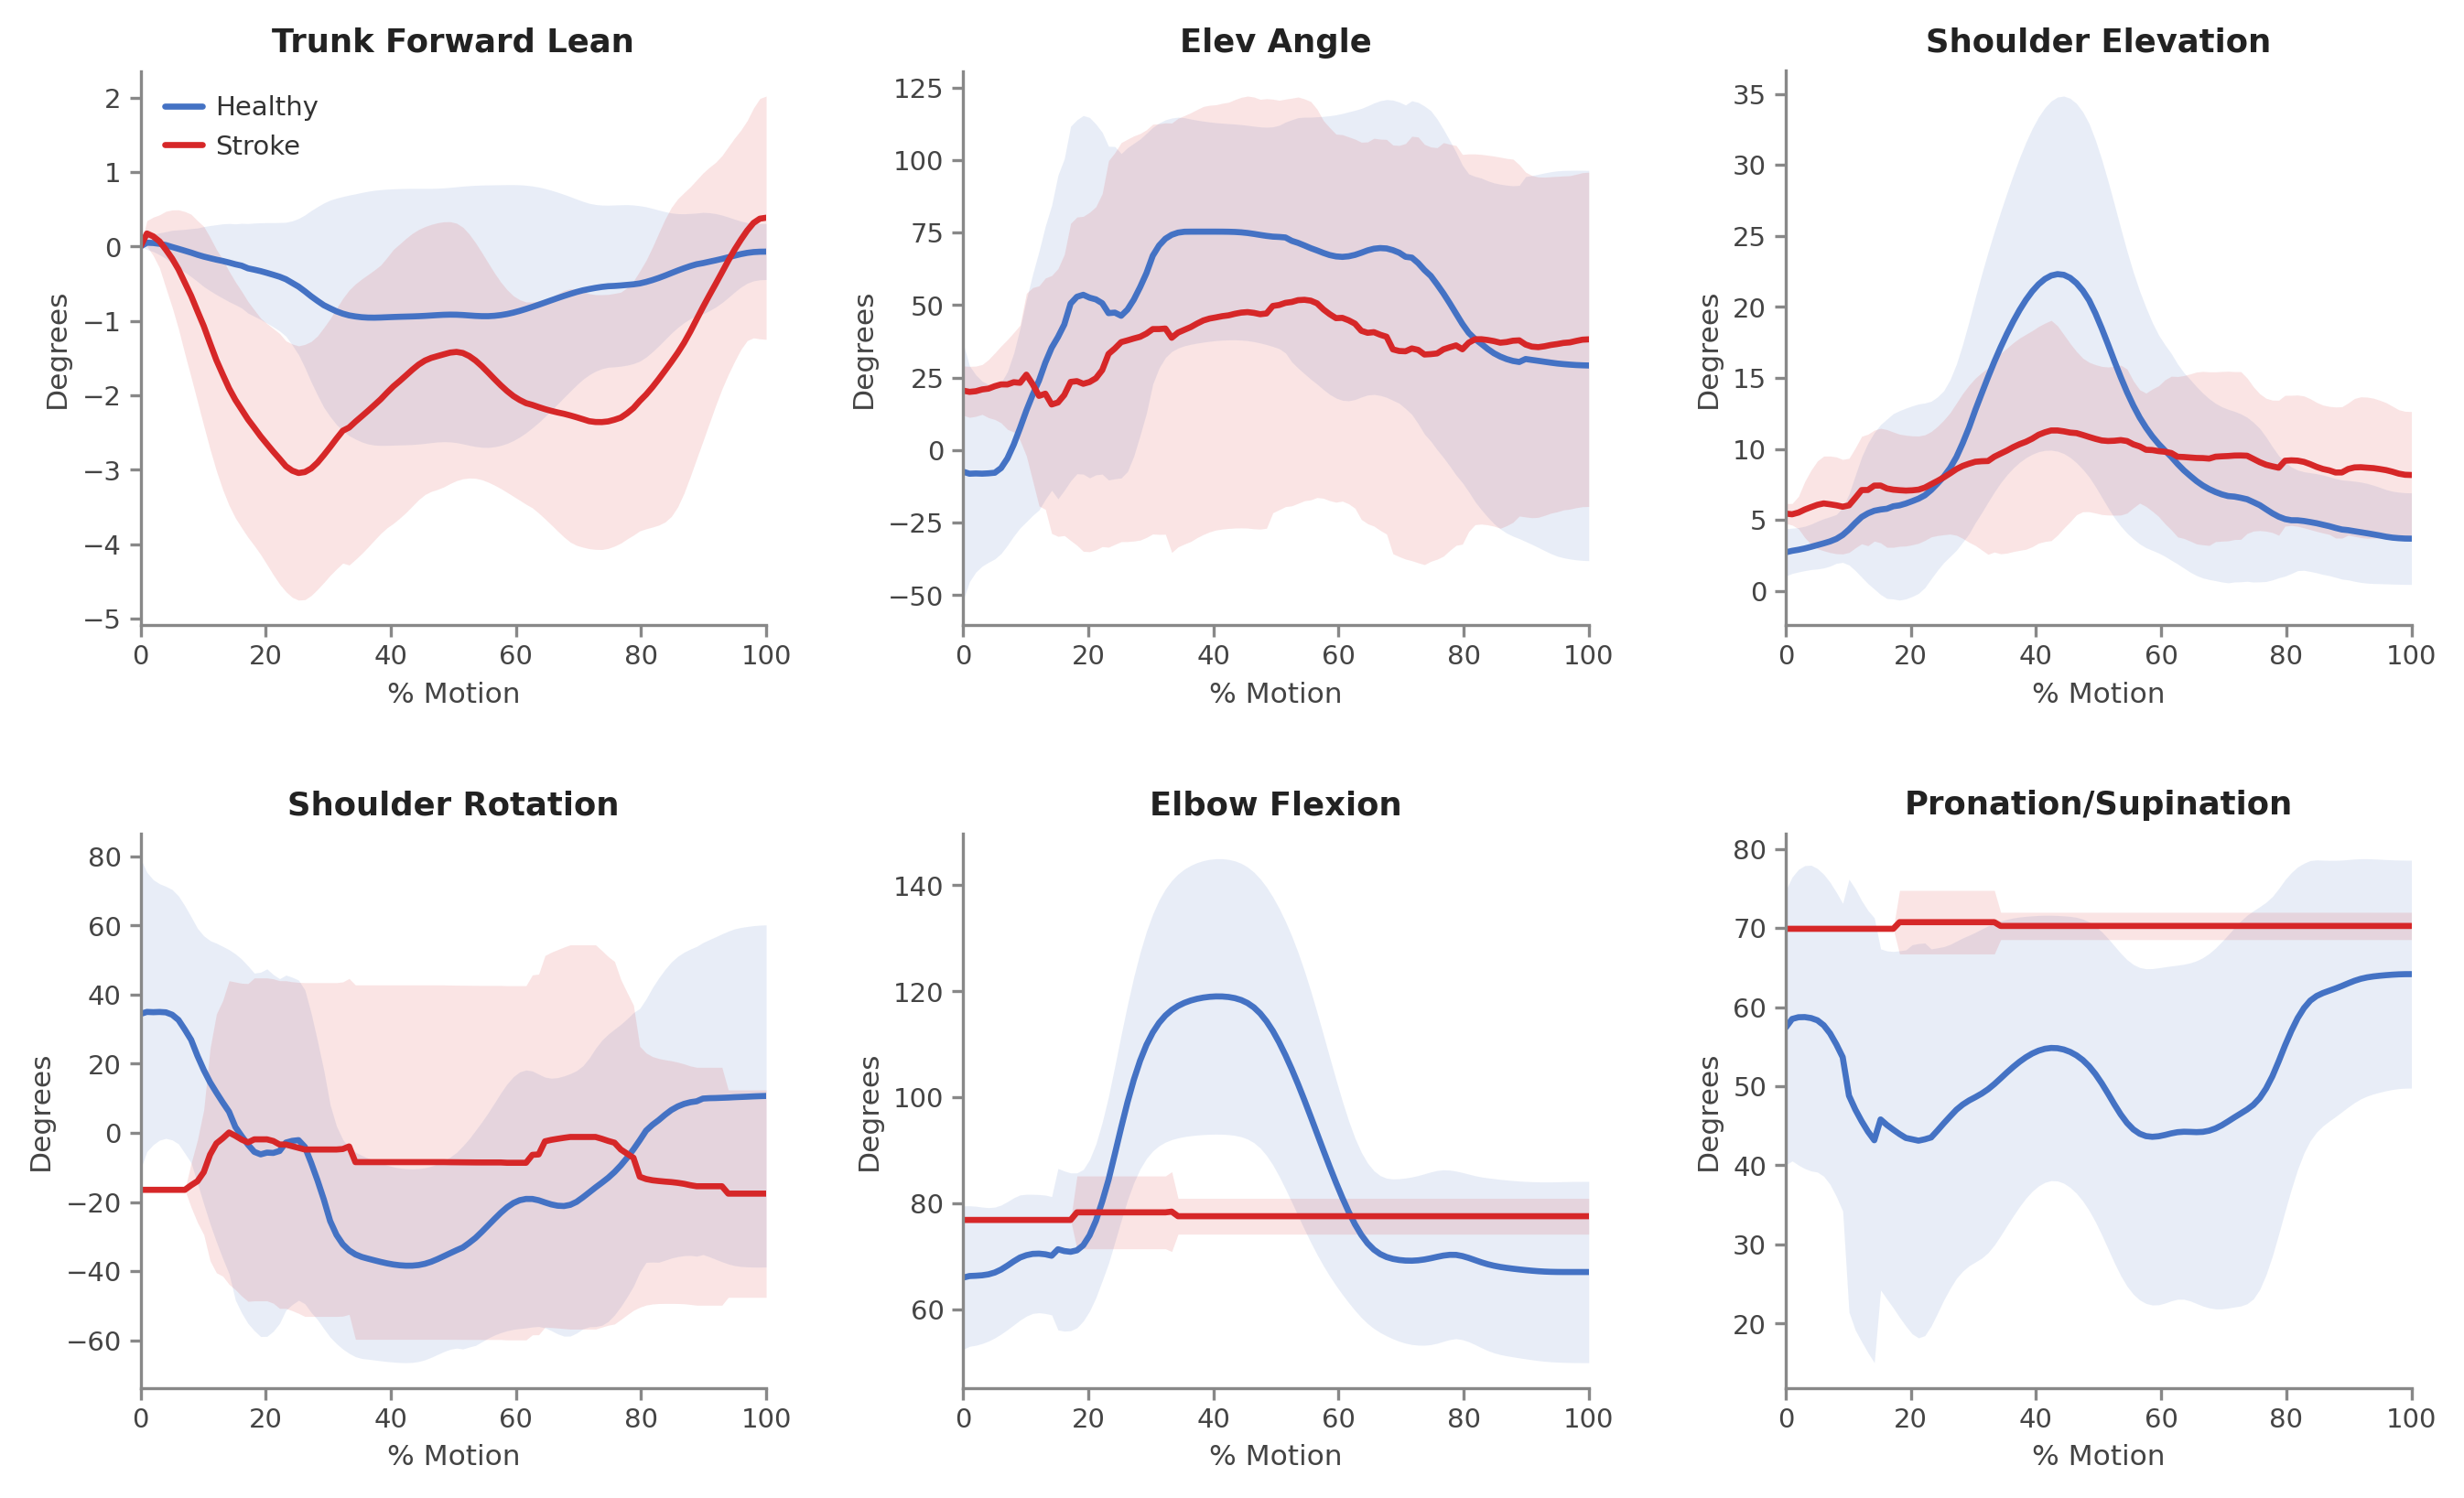 Trunk Forward Lean
Healthy
Stroke
Degrees
2
1
0
−1
−2
−3
−4
−5
0 20 40 60 80 100
% Motion
Elev Angle
Degrees
125
100
75
50
25
0
−25
−50
0 20 40 60 80 100
% Motion
Shoulder Elevation
Degrees
35
30
25
20
15
10
5
0
0 20 40 60 80 100
% Motion
Shoulder Rotation
Degrees
80
60
40
20
0
−20
−40
−60
0 20 40 60 80 100
% Motion
Elbow Flexion
Degrees
140
120
100
80
60
0 20 40 60 80 100
% Motion
Pronation/Supination
Degrees
80
70
60
50
40
30
20
0 20 40 60 80 100
% Motion